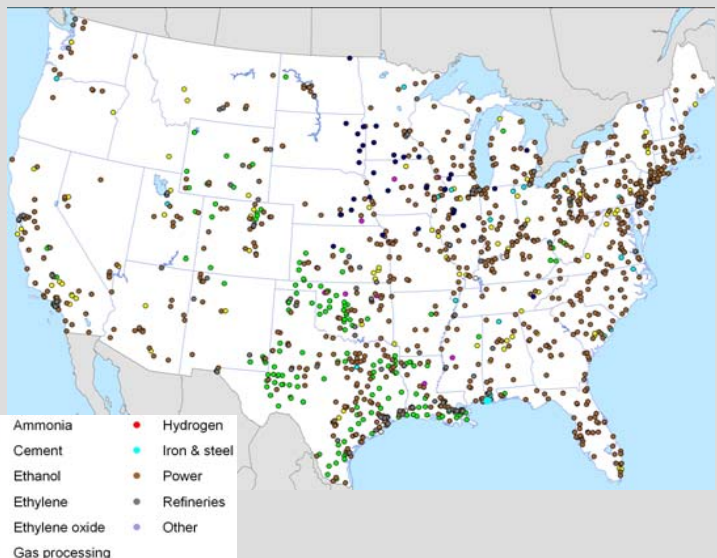 Ammonia
Hydrogen
Cement
Iron & steel
Ethanol
Power
Ethylene
Refineries
Ethylene oxide
Other
Gas processing